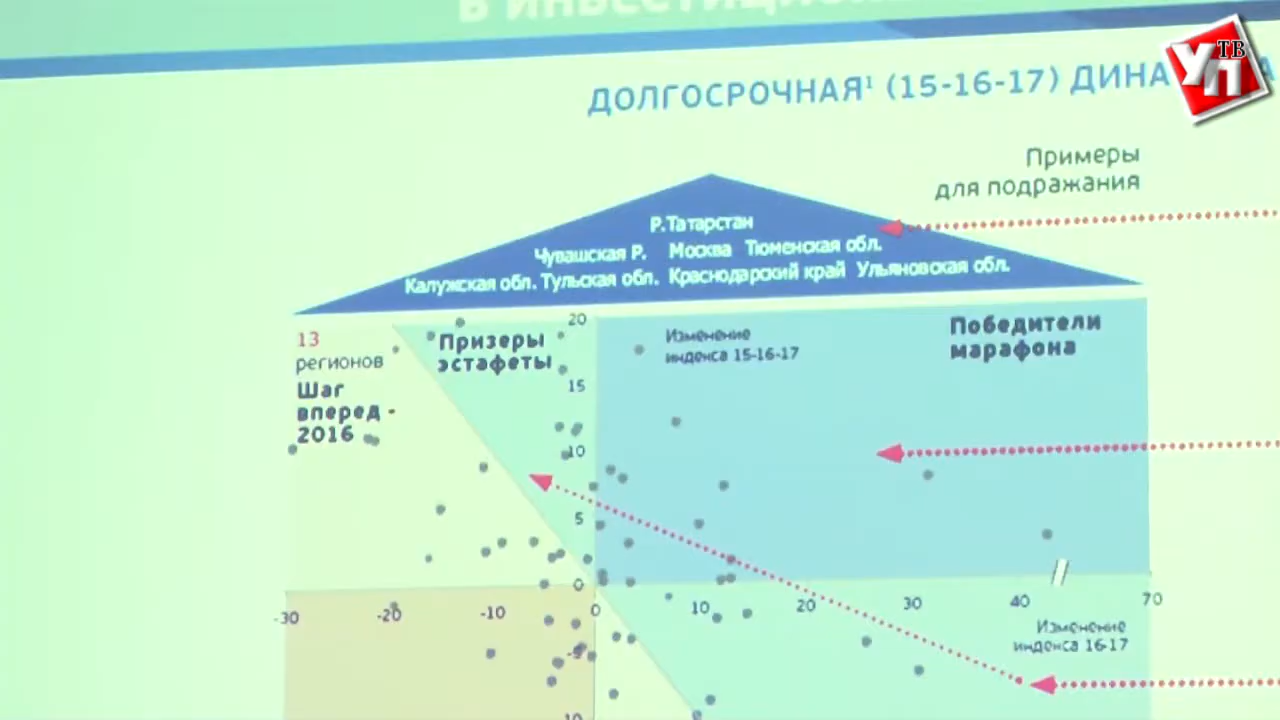 В
ДОЛГОСРОЧНАЯ¹ (15-16-17) ДИНА
УП
ТВ
Примеры
для подражания
Р.Татарстан
Чувашская Р. Москва Тюменская обл.
Калужская обл. Тульская обл. Краснодарский край Ульяновская обл.
13
регионов
Шаг
вперед -
2016
Призеры
эстафеты
Изменение
индекса 15-16-17
Победители
марафона
20
15
10
5
0
-5
-30 -20 -10 0 10 20 30 40 70
Изменение
индекса 16-17